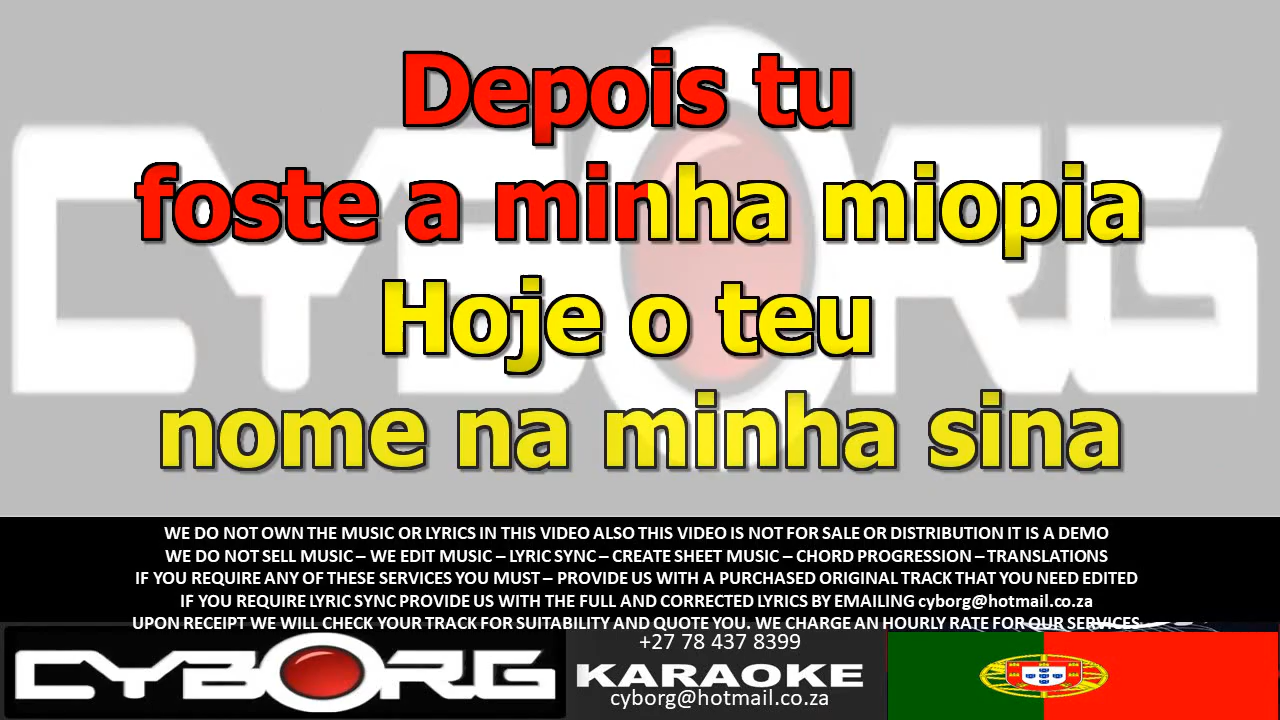 CYBORG
Depois tu
foste a minha miopia
Hoje o teu
nome na minha sina
WE DO NOT OWN THE MUSIC OR LYRICS IN THIS VIDEO ALSO THIS VIDEO IS NOT FOR SALE OR DISTRIBUTION IT IS A DEMO
WE DO NOT SELL MUSIC – WE EDIT MUSIC – LYRIC SYNC – CREATE SHEET MUSIC – CHORD PROGRESSION – TRANSLATIONS
IF YOU REQUIRE ANY OF THESE SERVICES YOU MUST – PROVIDE US WITH A PURCHASED ORIGINAL TRACK THAT YOU NEED EDITED
IF YOU REQUIRE LYRIC SYNC PROVIDE US WITH THE FULL AND CORRECTED LYRICS BY EMAILING cyborg@hotmail.co.za
UPON RECEIPT WE WILL CHECK YOUR TRACK FOR SUITABILITY AND QUOTE YOU. WE CHARGE AN HOURLY RATE FOR OUR SERVICES.
CYBORG
+27 78 437 8399
KARAOKE
cyborg@hotmail.co.za